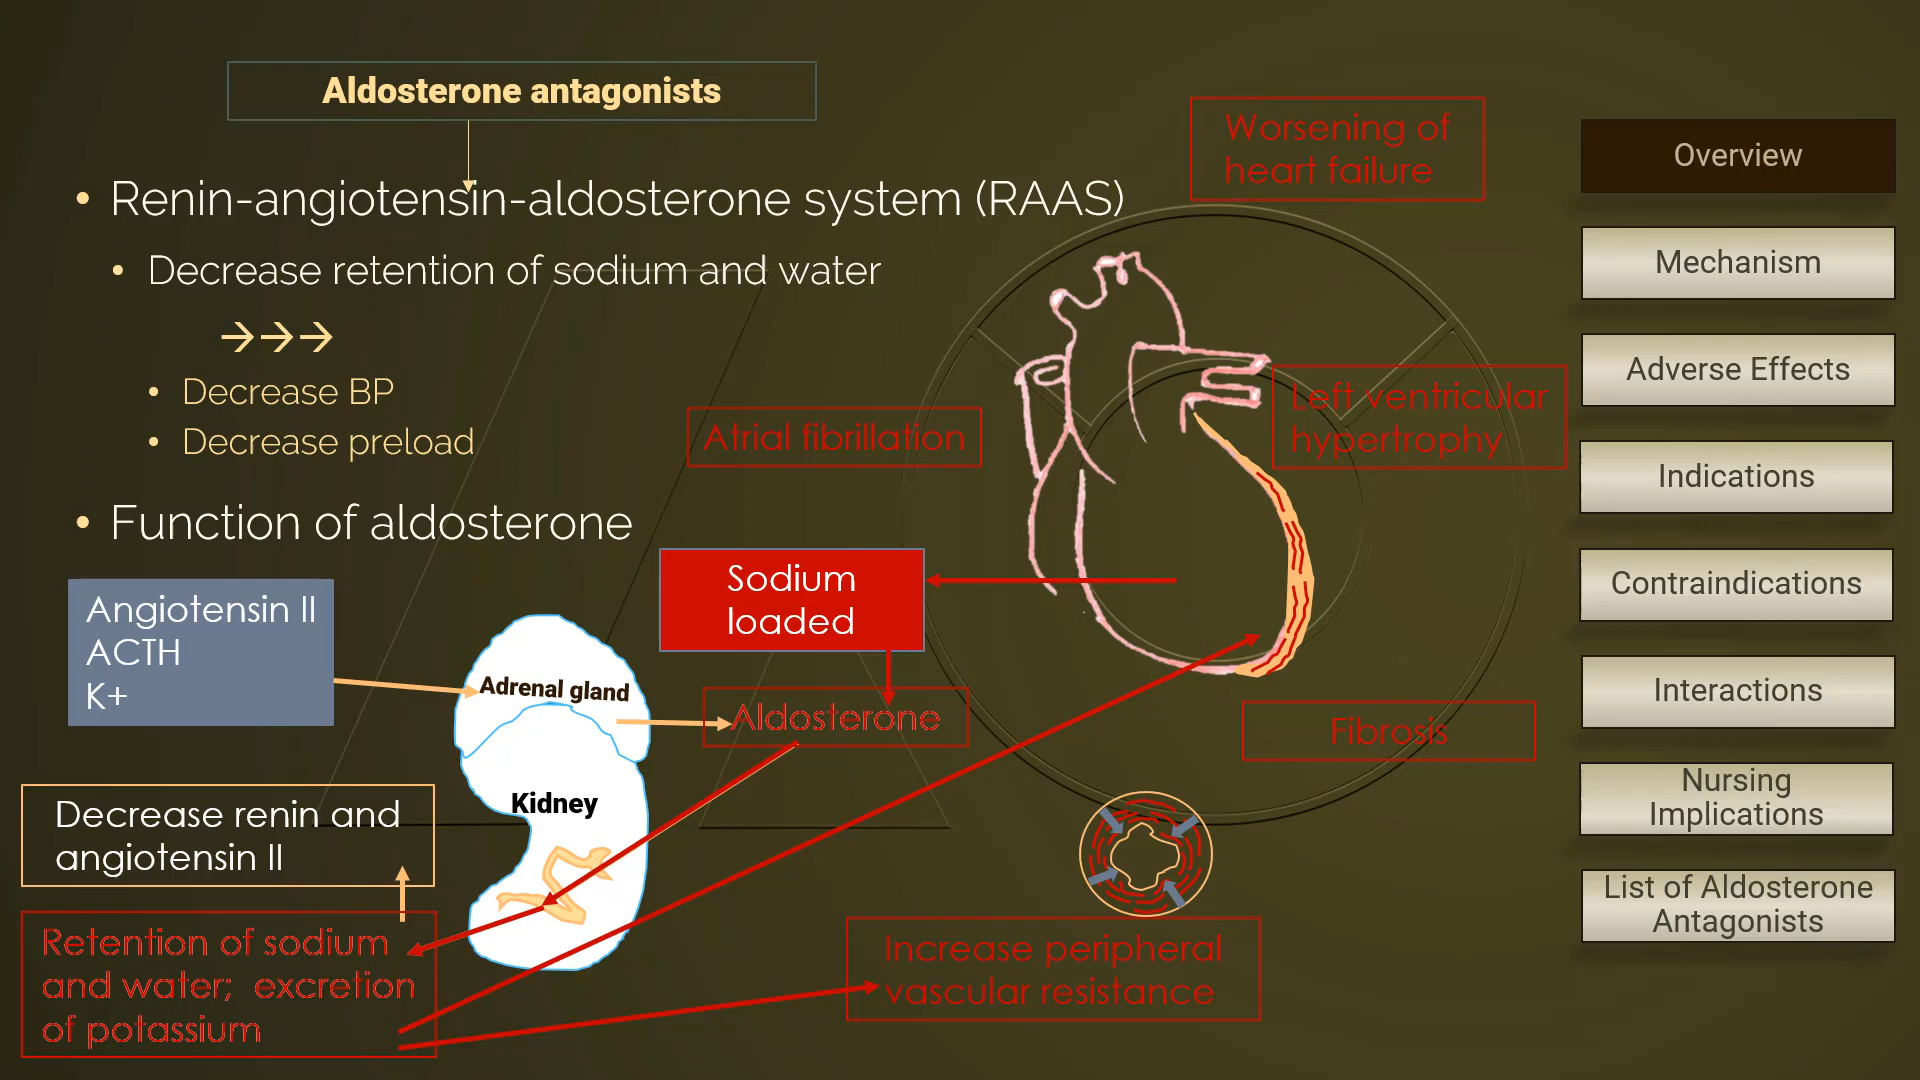 Aldosterone antagonists
• Renin-angiotensin-aldosterone system (RAAS)
• Decrease retention of sodium and water
→→→
• Decrease BP
• Decrease preload
• Function of aldosterone
Angiotensin II
ACTH
K+
Adrenal gland
Kidney
Sodium
loaded
Aldosterone
Decrease renin and
angiotensin II
Retention of sodium
and water; excretion
of potassium
Worsening of
heart failure
Atrial fibrillation
Left ventricular
hypertrophy
Fibrosis
Increase peripheral
vascular resistance
Overview
Mechanism
Adverse Effects
Indications
Contraindications
Interactions
Nursing
Implications
List of Aldosterone
Antagonists